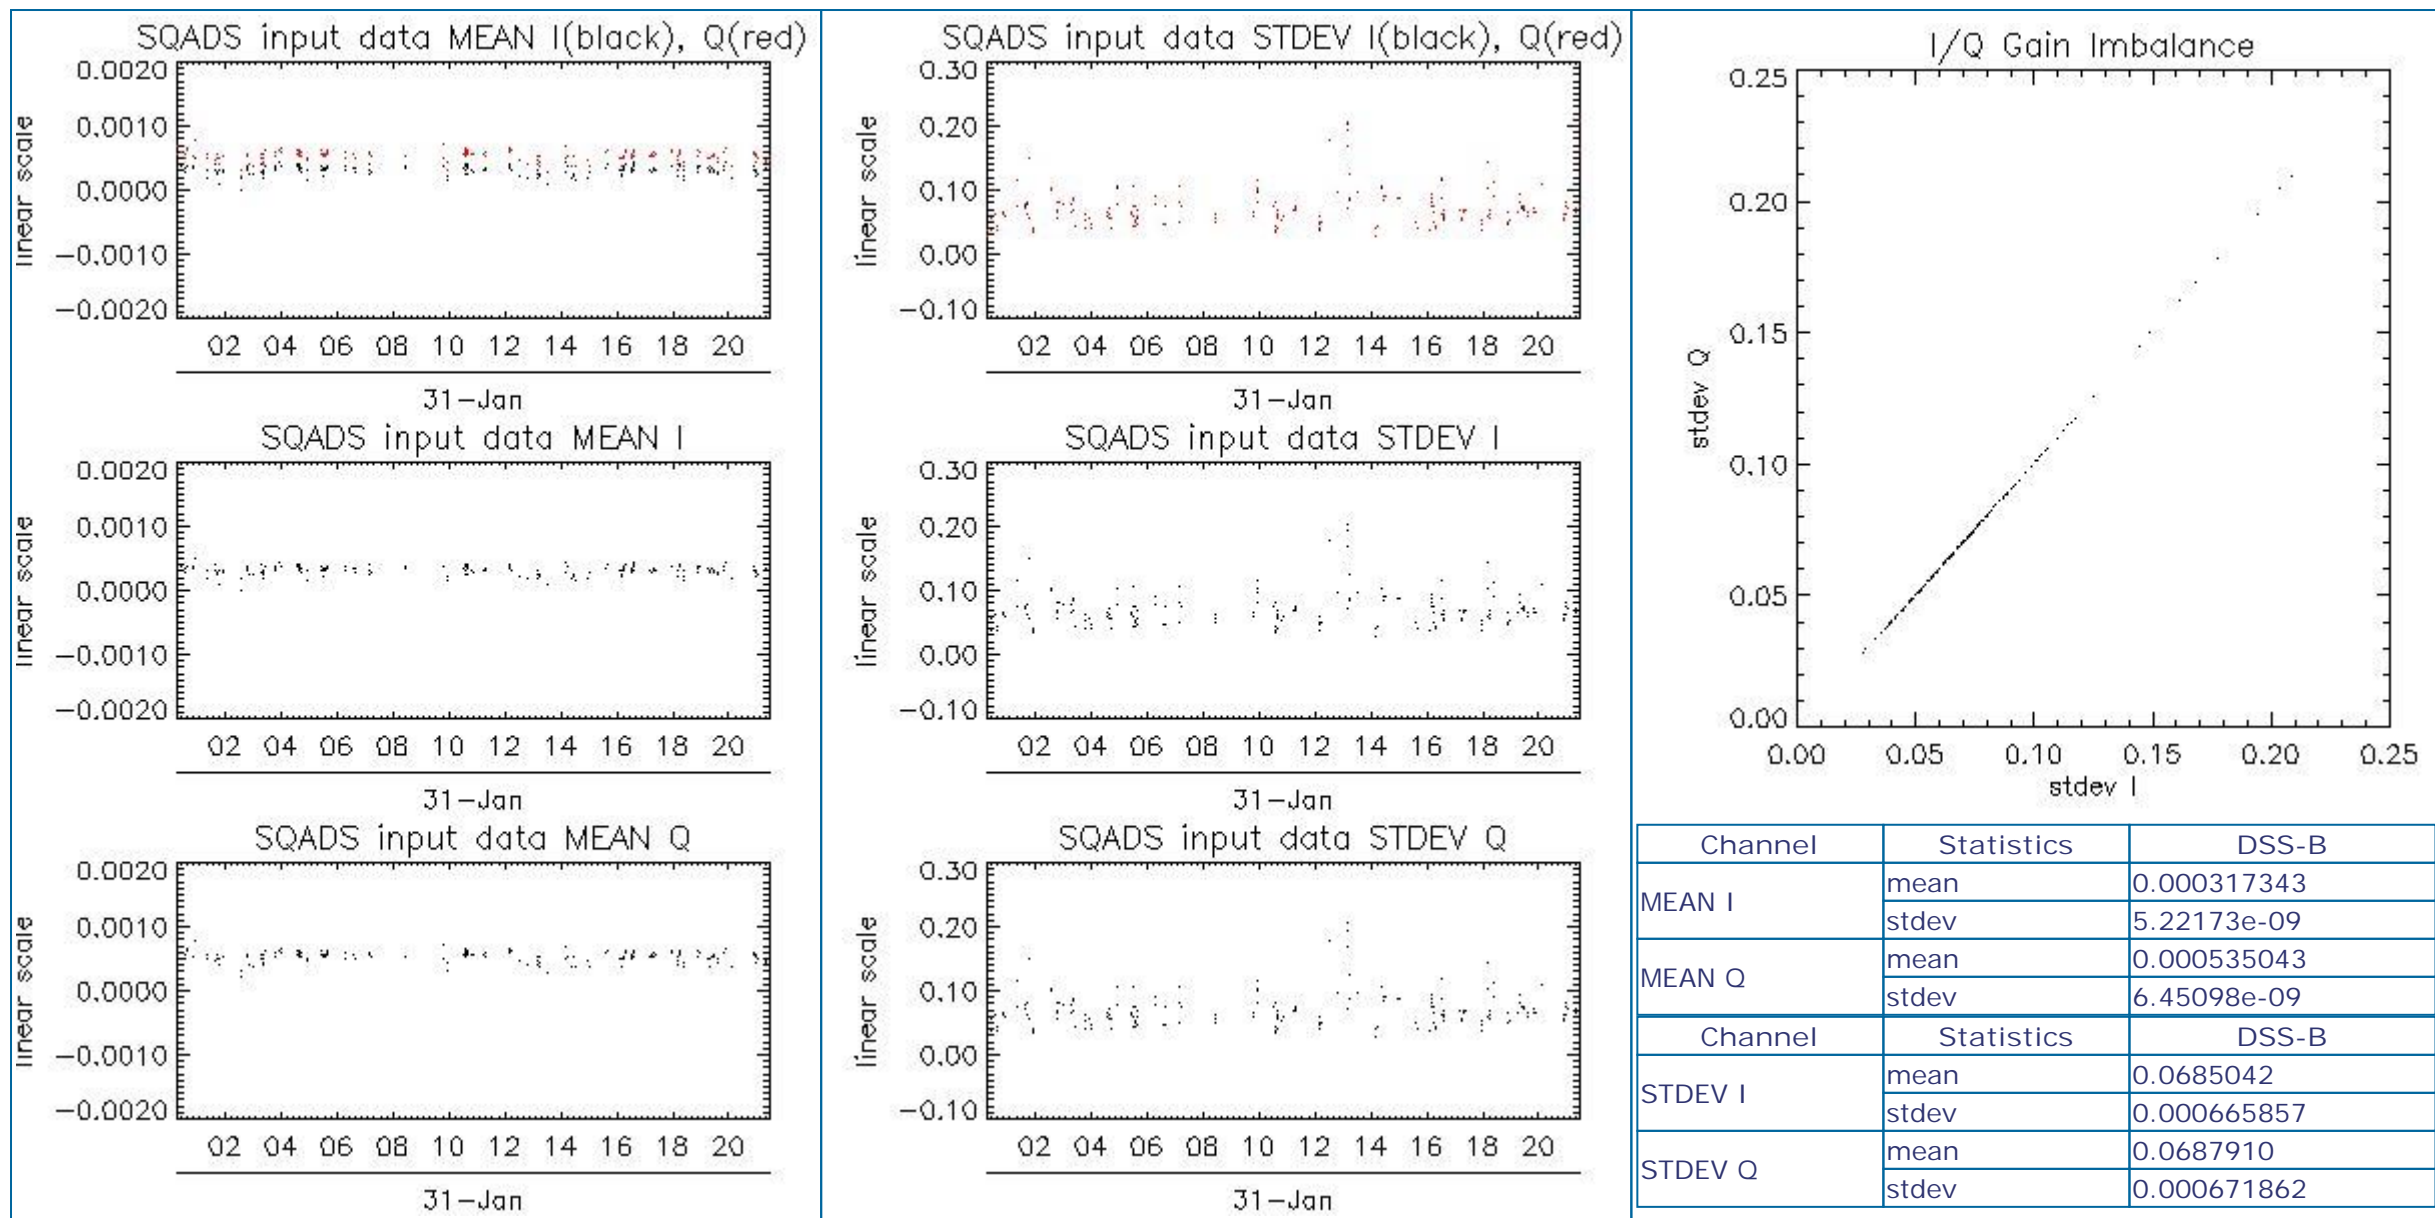 SQADS input data MEAN I(black), Q(red)
0.0020
0.0010
0.0000
-0.0010
-0.0020
linear scale
02 04 06 08 10 12 14 16 18 20
31-Jan
SQADS input data MEAN I
0.0020
0.0010
0.0000
-0.0010
-0.0020
linear scale
02 04 06 08 10 12 14 16 18 20
31-Jan
SQADS input data MEAN Q
0.0020
0.0010
0.0000
-0.0010
-0.0020
linear scale
02 04 06 08 10 12 14 16 18 20
31-Jan
SQADS input data STDEV I(black), Q(red)
0.30
0.20
0.10
0.00
-0.10
linear scale
02 04 06 08 10 12 14 16 18 20
31-Jan
SQADS input data STDEV I
0.30
0.20
0.10
0.00
-0.10
linear scale
02 04 06 08 10 12 14 16 18 20
31-Jan
SQADS input data STDEV Q
0.30
0.20
0.10
0.00
-0.10
linear scale
02 04 06 08 10 12 14 16 18 20
31-Jan
I/Q Gain Imbalance
0.25
0.20
0.15
0.10
0.05
0.00
stdev Q
0.00 0.05 0.10 0.15 0.20 0.25
stdev I
Channel Statistics DSS-B
MEAN I mean 0.000317343
stdev 5.22173e-09
MEAN Q mean 0.000535043
stdev 6.45098e-09
Channel Statistics DSS-B
STDEV I mean 0.0685042
stdev 0.000665857
STDEV Q mean 0.0687910
stdev 0.000671862